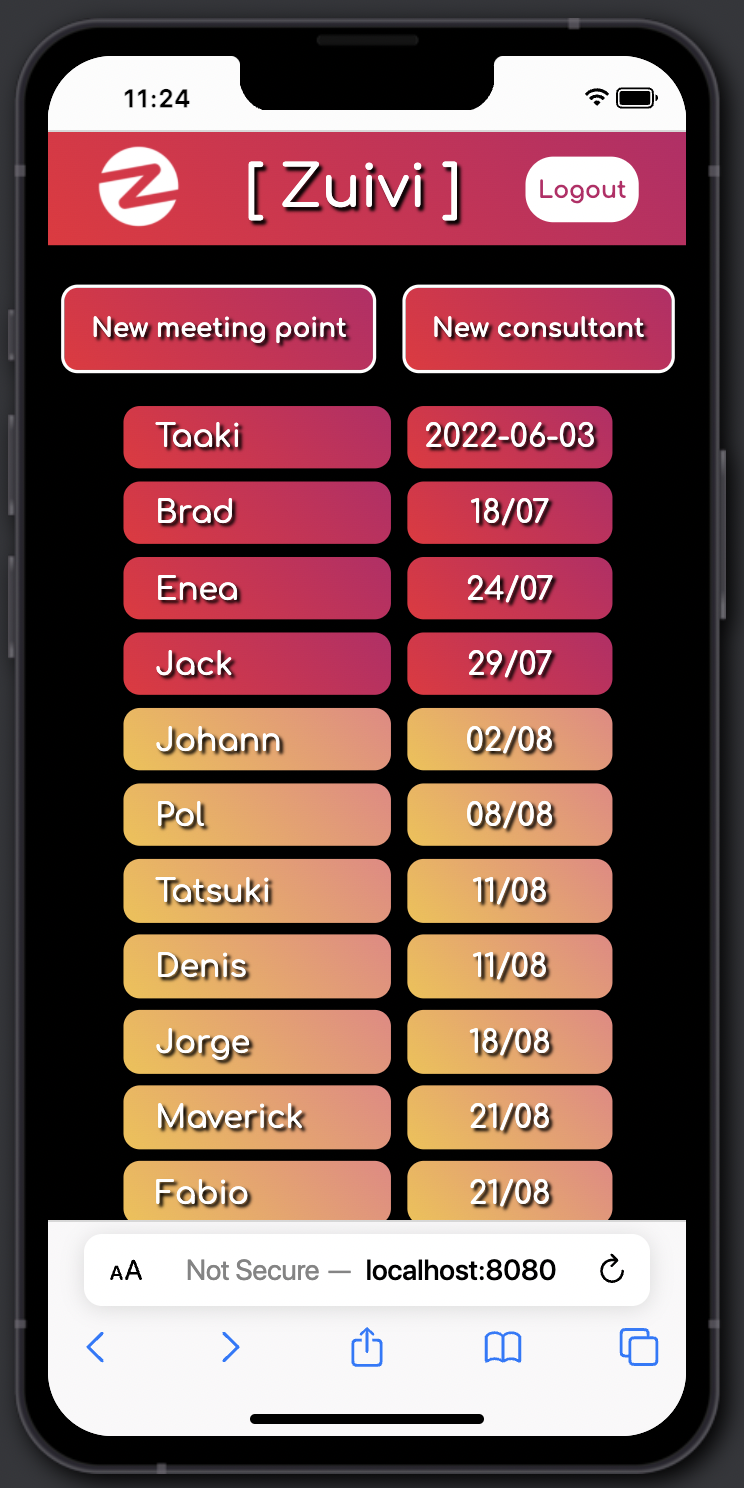 11:24
[ Zuivi ]
Logout
New meeting point
New consultant
Taaki 2022-06-03
Brad 18/07
Enea 24/07
Jack 29/07
Johann 02/08
Pol 08/08
Tatsuki 11/08
Denis 11/08
Jorge 18/08
Maverick 21/08
Fabio 21/08
AA Not Secure — localhost:8080